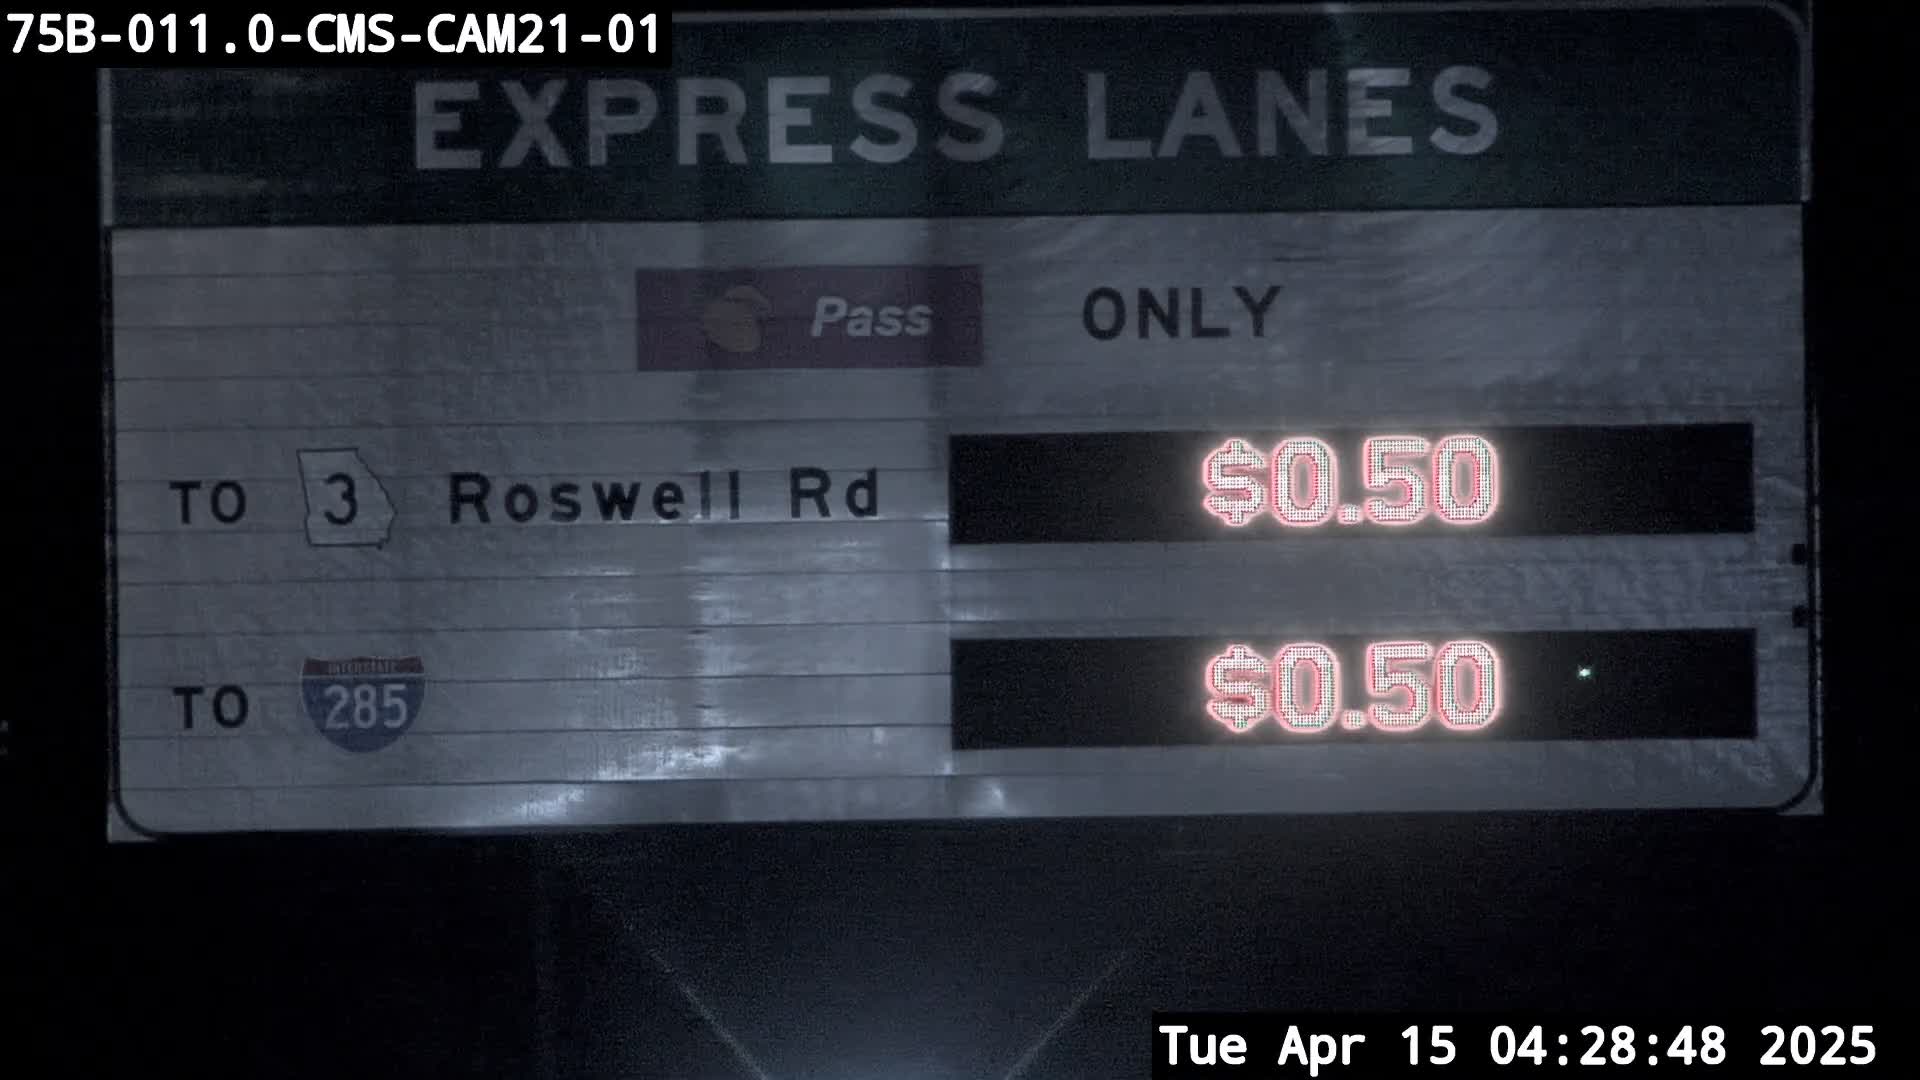 75B-011.0-CMS-CAM21-01
EXPRESS LANES
Pass ONLY
TO 3 Roswell Rd $0.50
TO INTERSTATE 285 $0.50
Tue Apr 15 04:28:48 2025